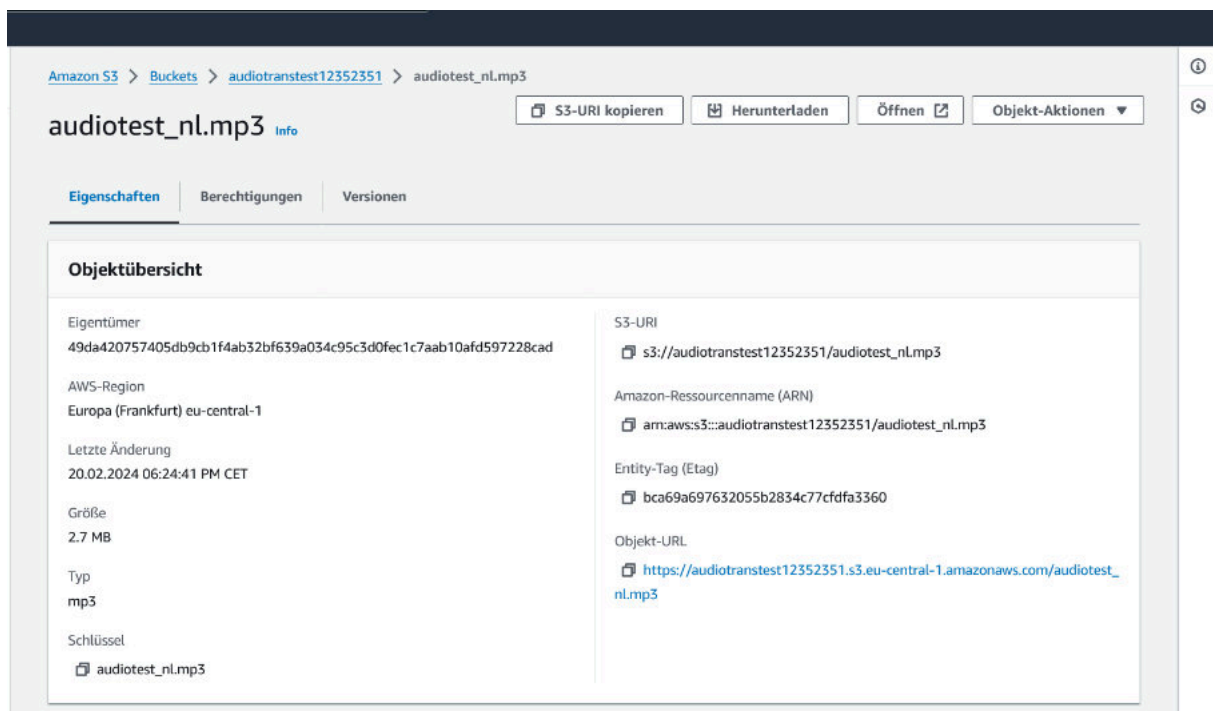 Amazon S3 > Buckets > audiotranstest12352351 > audiotest_nl.mp3
audiotest_nl.mp3 Info
S3-URI kopieren
Herunterladen
Öffnen
Objekt-Aktionen
Eigenschaften
Berechtigungen
Versionen
Objektübersicht
Eigentümer
49da420757405db9cb1f4ab32bf639a034c95c3d0fec1c7aab10afd597228cad
AWS-Region
Europa (Frankfurt) eu-central-1
Letzte Änderung
20.02.2024 06:24:41 PM CET
Größe
2.7 MB
Typ
mp3
Schlüssel
audiotest_nl.mp3
S3-URI
s3://audiotranstest12352351/audiotest_nl.mp3
Amazon-Ressourcenname (ARN)
arn:aws:s3:::audiotranstest12352351/audiotest_nl.mp3
Entity-Tag (Etag)
bca69a697632055b2834c77cfdfa3360
Objekt-URL
https://audiotranstest12352351.s3.eu-central-1.amazonaws.com/audiotest_
nl.mp3